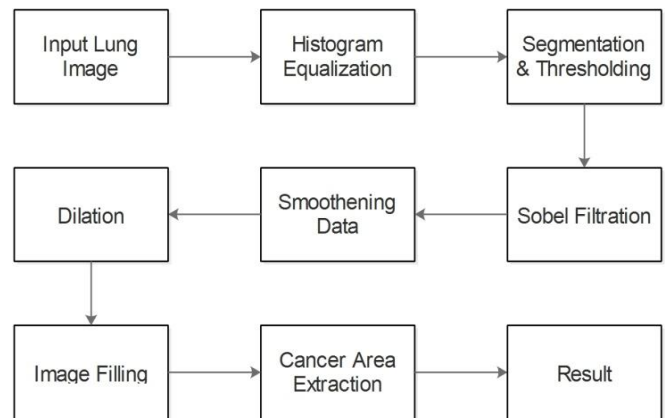 Input Lung
Image
Histogram
Equalization
Segmentation
& Thresholding
Sobel Filtration
Smoothening
Data
Dilation
Image Filling
Cancer Area
Extraction
Result